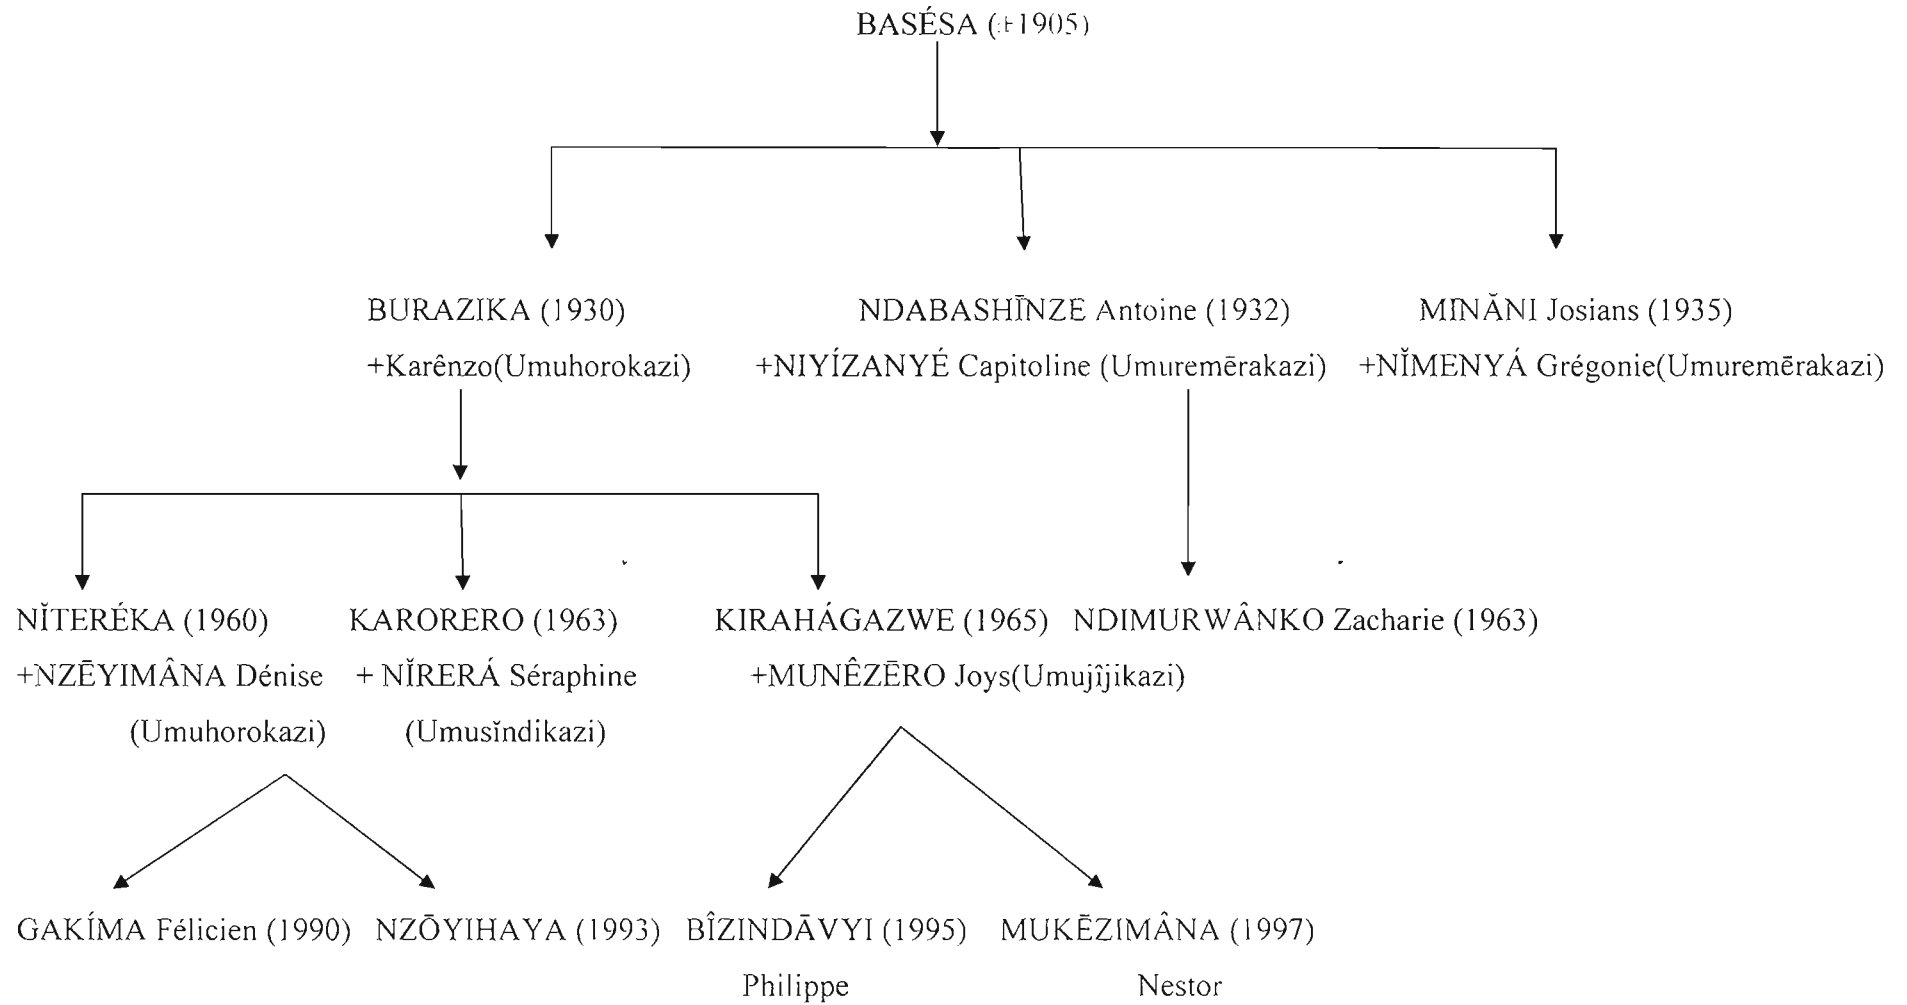 BASÉSA (±1905)
BURAZIKA (1930) NDABASHĪNZE Antoine (1932) MINĂNI Josians (1935)
+Karênzo(Umuhorokazi) +NIYÍZANYÉ Capitoline (Umuremērakazi) +NĬMENYÁ Grégonie(Umuremērakazi)
NĬTERÉKA (1960) KARORERO (1963) KIRAHÁGAZWE (1965) NDIMURWÂNKO Zacharie (1963)
+NZĒYIMÂNA Dénise + NĬRERÁ Séraphine +MUNÊZĒRO Joys(Umujîjikazi)
(Umuhorokazi) (Umusĭndikazi)
GAKÍMA Félicien (1990) NZŌYIHAYA (1993) BÎZINDĀVYI (1995) MUKĒZIMÂNA (1997)
Philippe Nestor